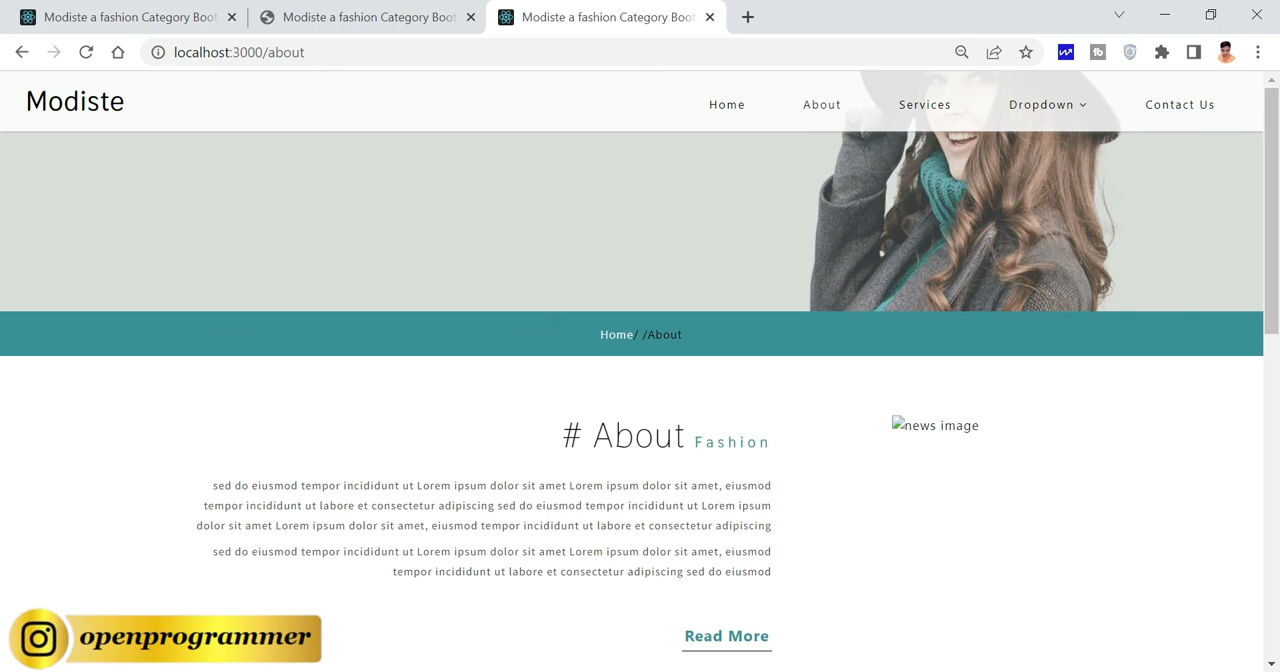 Modiste a fashion Category Boot
Modiste a fashion Category Boot
Modiste a fashion Category Boot
localhost:3000/about
Modiste
Home
About
Services
Dropdown
Contact Us
Home/ /About
# About Fashion
news image
sed do eiusmod tempor incididunt ut Lorem ipsum dolor sit amet Lorem ipsum dolor sit amet, eiusmod
tempor incididunt ut labore et consectetur adipiscing sed do eiusmod tempor incididunt ut Lorem ipsum
dolor sit amet Lorem ipsum dolor sit amet, eiusmod tempor incididunt ut labore et consectetur adipiscing
sed do eiusmod tempor incididunt ut Lorem ipsum dolor sit amet Lorem ipsum dolor sit amet, eiusmod
tempor incididunt ut labore et consectetur adipiscing sed do eiusmod
Read More
openprogrammer